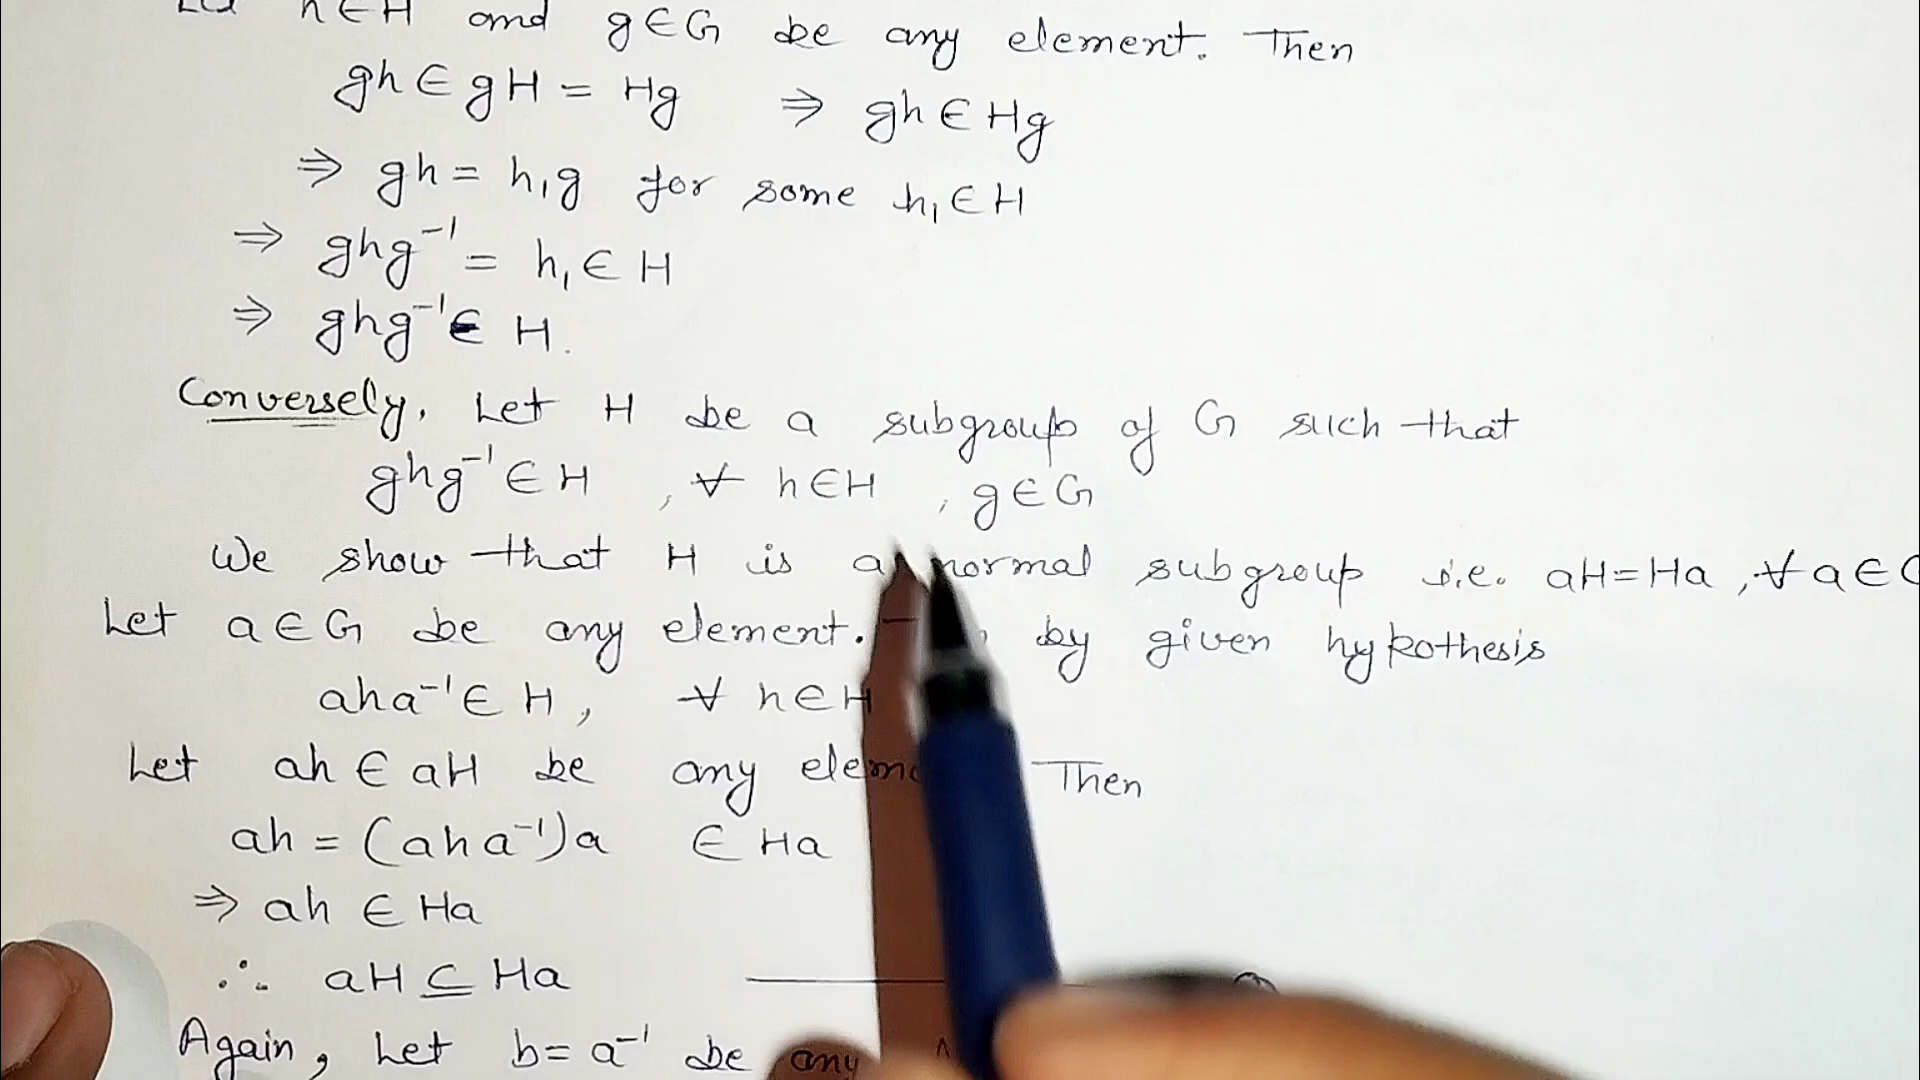 Let h∈H and g∈G be any element. Then
gh∈gH = Hg ⇒ gh∈Hg
⇒ gh = h₁g for some h₁∈H
⇒ ghg⁻¹ = h₁∈H
⇒ ghg⁻¹∈ H.
Conversely, Let H be a subgroup of G such that
ghg⁻¹∈H , ∀ h∈H , g∈G
We show that H is a normal subgroup i.e. aH=Ha ,∀ a∈
Let a∈G be any element. by given hypothesis
aha⁻¹∈ H, ∀ h∈H
Let ah∈aH be any Then
ah = (aha⁻¹)a ∈ Ha
⇒ ah ∈ Ha
∴ aH ⊆ Ha
Again, Let b=a⁻¹ be any